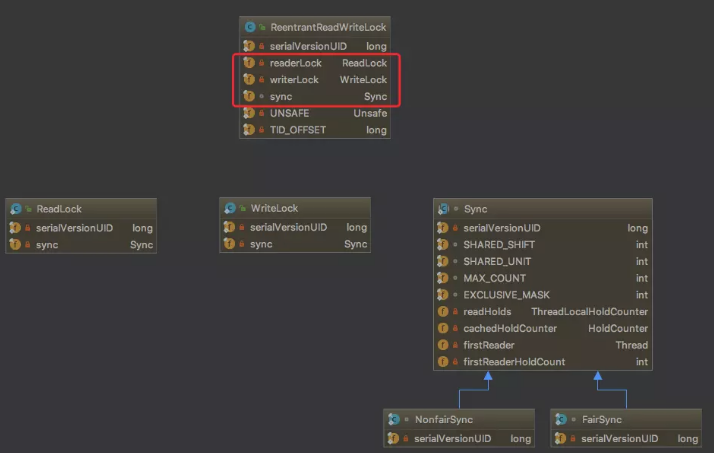 ReentrantReadWriteLock
serialVersionUID long
readerLock ReadLock
writerLock WriteLock
sync Sync
UNSAFE Unsafe
TID_OFFSET long
ReadLock
serialVersionUID long
sync Sync
WriteLock
serialVersionUID long
sync Sync
Sync
serialVersionUID long
SHARED_SHIFT int
SHARED_UNIT int
MAX_COUNT int
EXCLUSIVE_MASK int
readHolds ThreadLocalHoldCounter
cachedHoldCounter HoldCounter
firstReader Thread
firstReaderHoldCount int
NonfairSync
serialVersionUID long
FairSync
serialVersionUID long